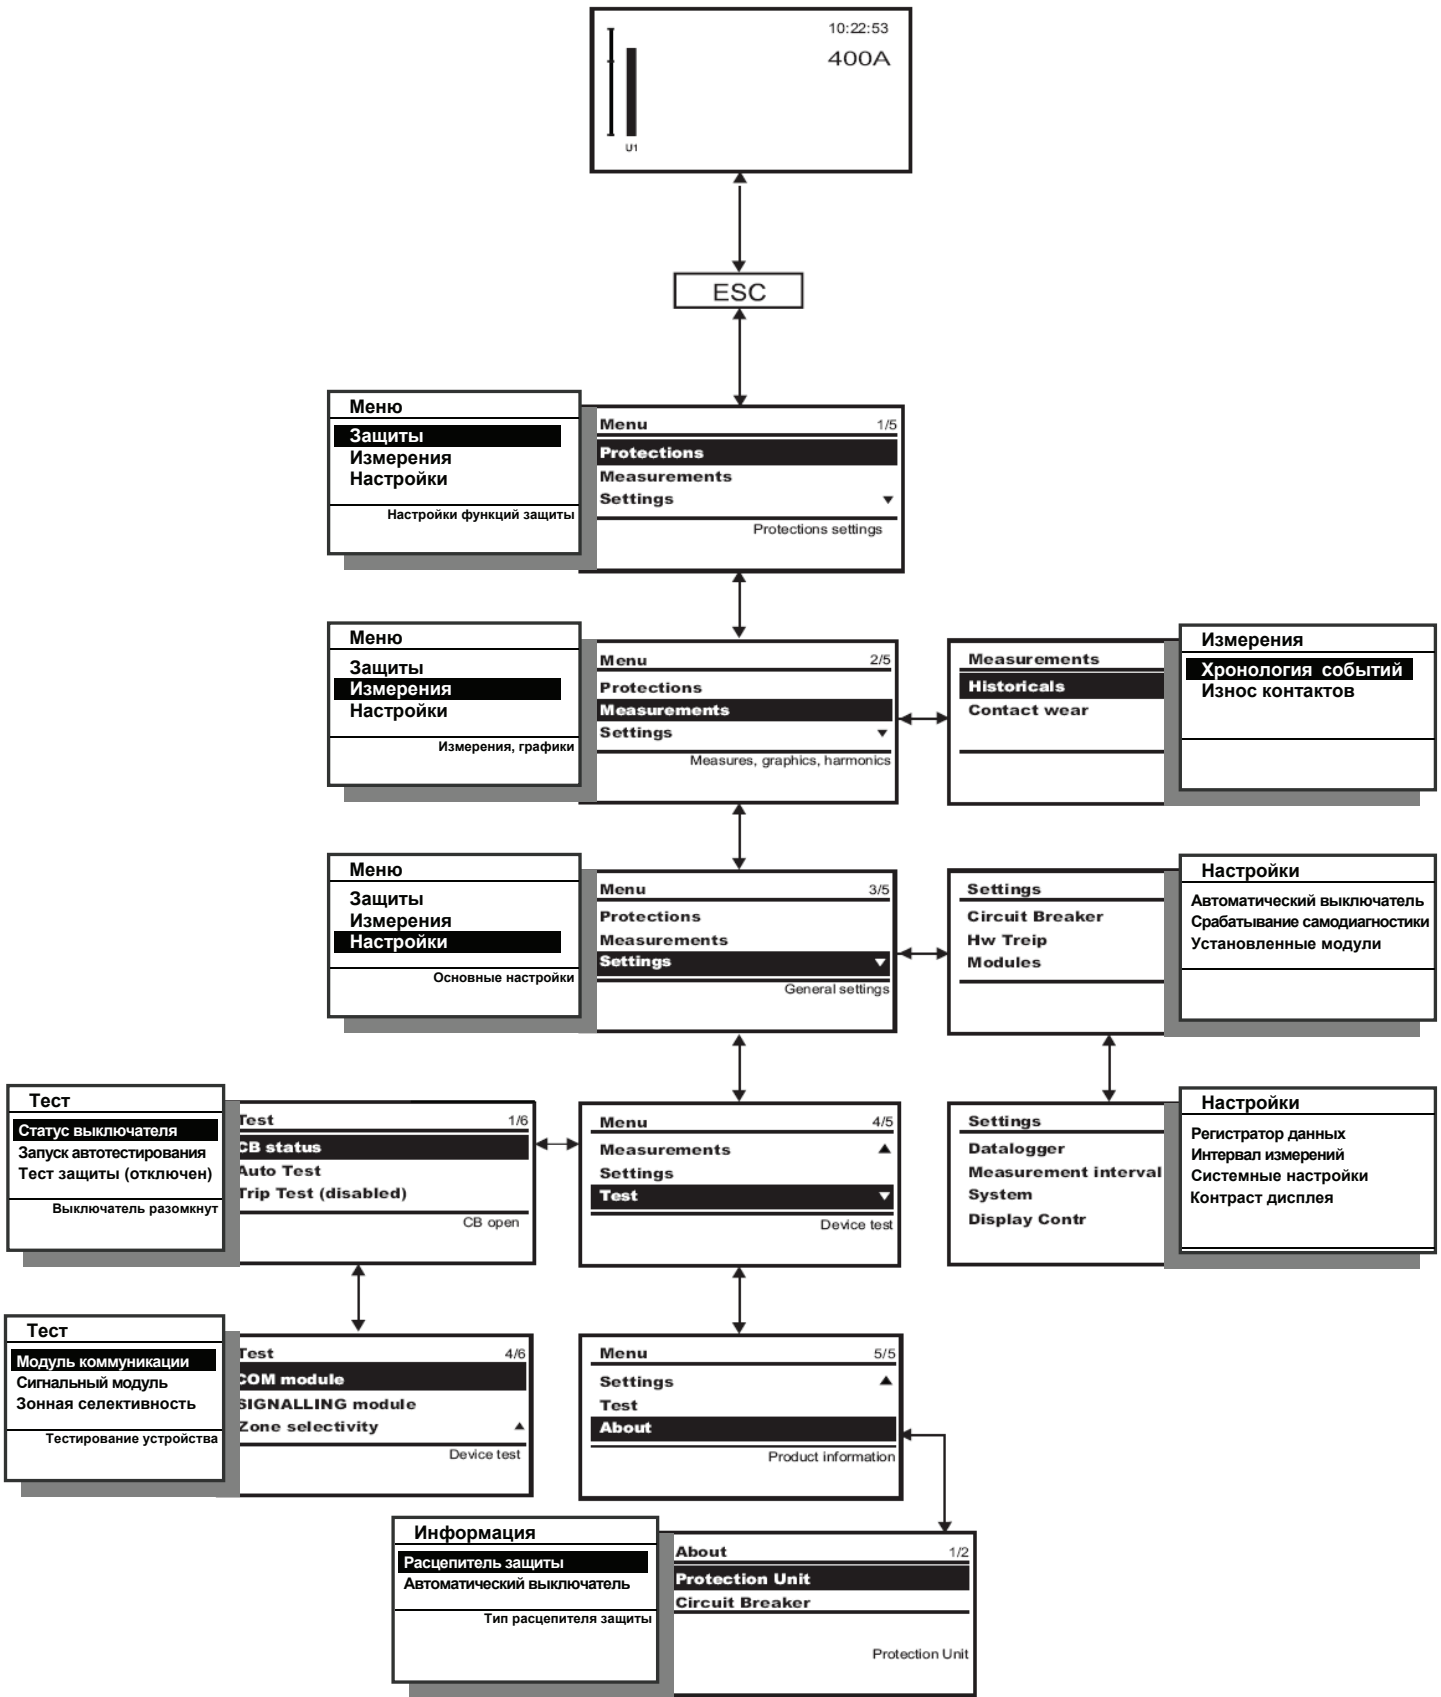 10:22:53
400A
U1
ESC
Меню
Защиты
Измерения
Настройки
Настройки функций защиты
Menu 1/5
Protections
Measurements
Settings
Protections settings
Меню
Защиты
Измерения
Настройки
Измерения, графики
Menu 2/5
Protections
Measurements
Settings
Measures, graphics, harmonics
Measurements
Historicals
Contact wear
Измерения
Хронология событий
Износ контактов
Меню
Защиты
Измерения
Настройки
Основные настройки
Menu 3/5
Protections
Measurements
Settings
General settings
Settings
Circuit Breaker
Hw Treip
Modules
Настройки
Автоматический выключатель
Срабатывание самодиагностики
Установленные модули
Тест
Статус выключателя
Запуск автотестирования
Тест защиты (отключен)
Выключатель разомкнут
Test 1/6
CB status
Auto Test
Trip Test (disabled)
CB open
Menu 4/5
Measurements
Settings
Test
Device test
Settings
Datalogger
Measurement interval
System
Display Contr
Настройки
Регистратор данных
Интервал измерений
Системные настройки
Контраст дисплея
Тест
Модуль коммуникации
Сигнальный модуль
Зонная селективность
Тестирование устройства
Test 4/6
COM module
SIGNALLING module
Zone selectivity
Device test
Menu 5/5
Settings
Test
About
Product information
Информация
Расцепитель защиты
Автоматический выключатель
Тип расцепителя защиты
About 1/2
Protection Unit
Circuit Breaker
Protection Unit